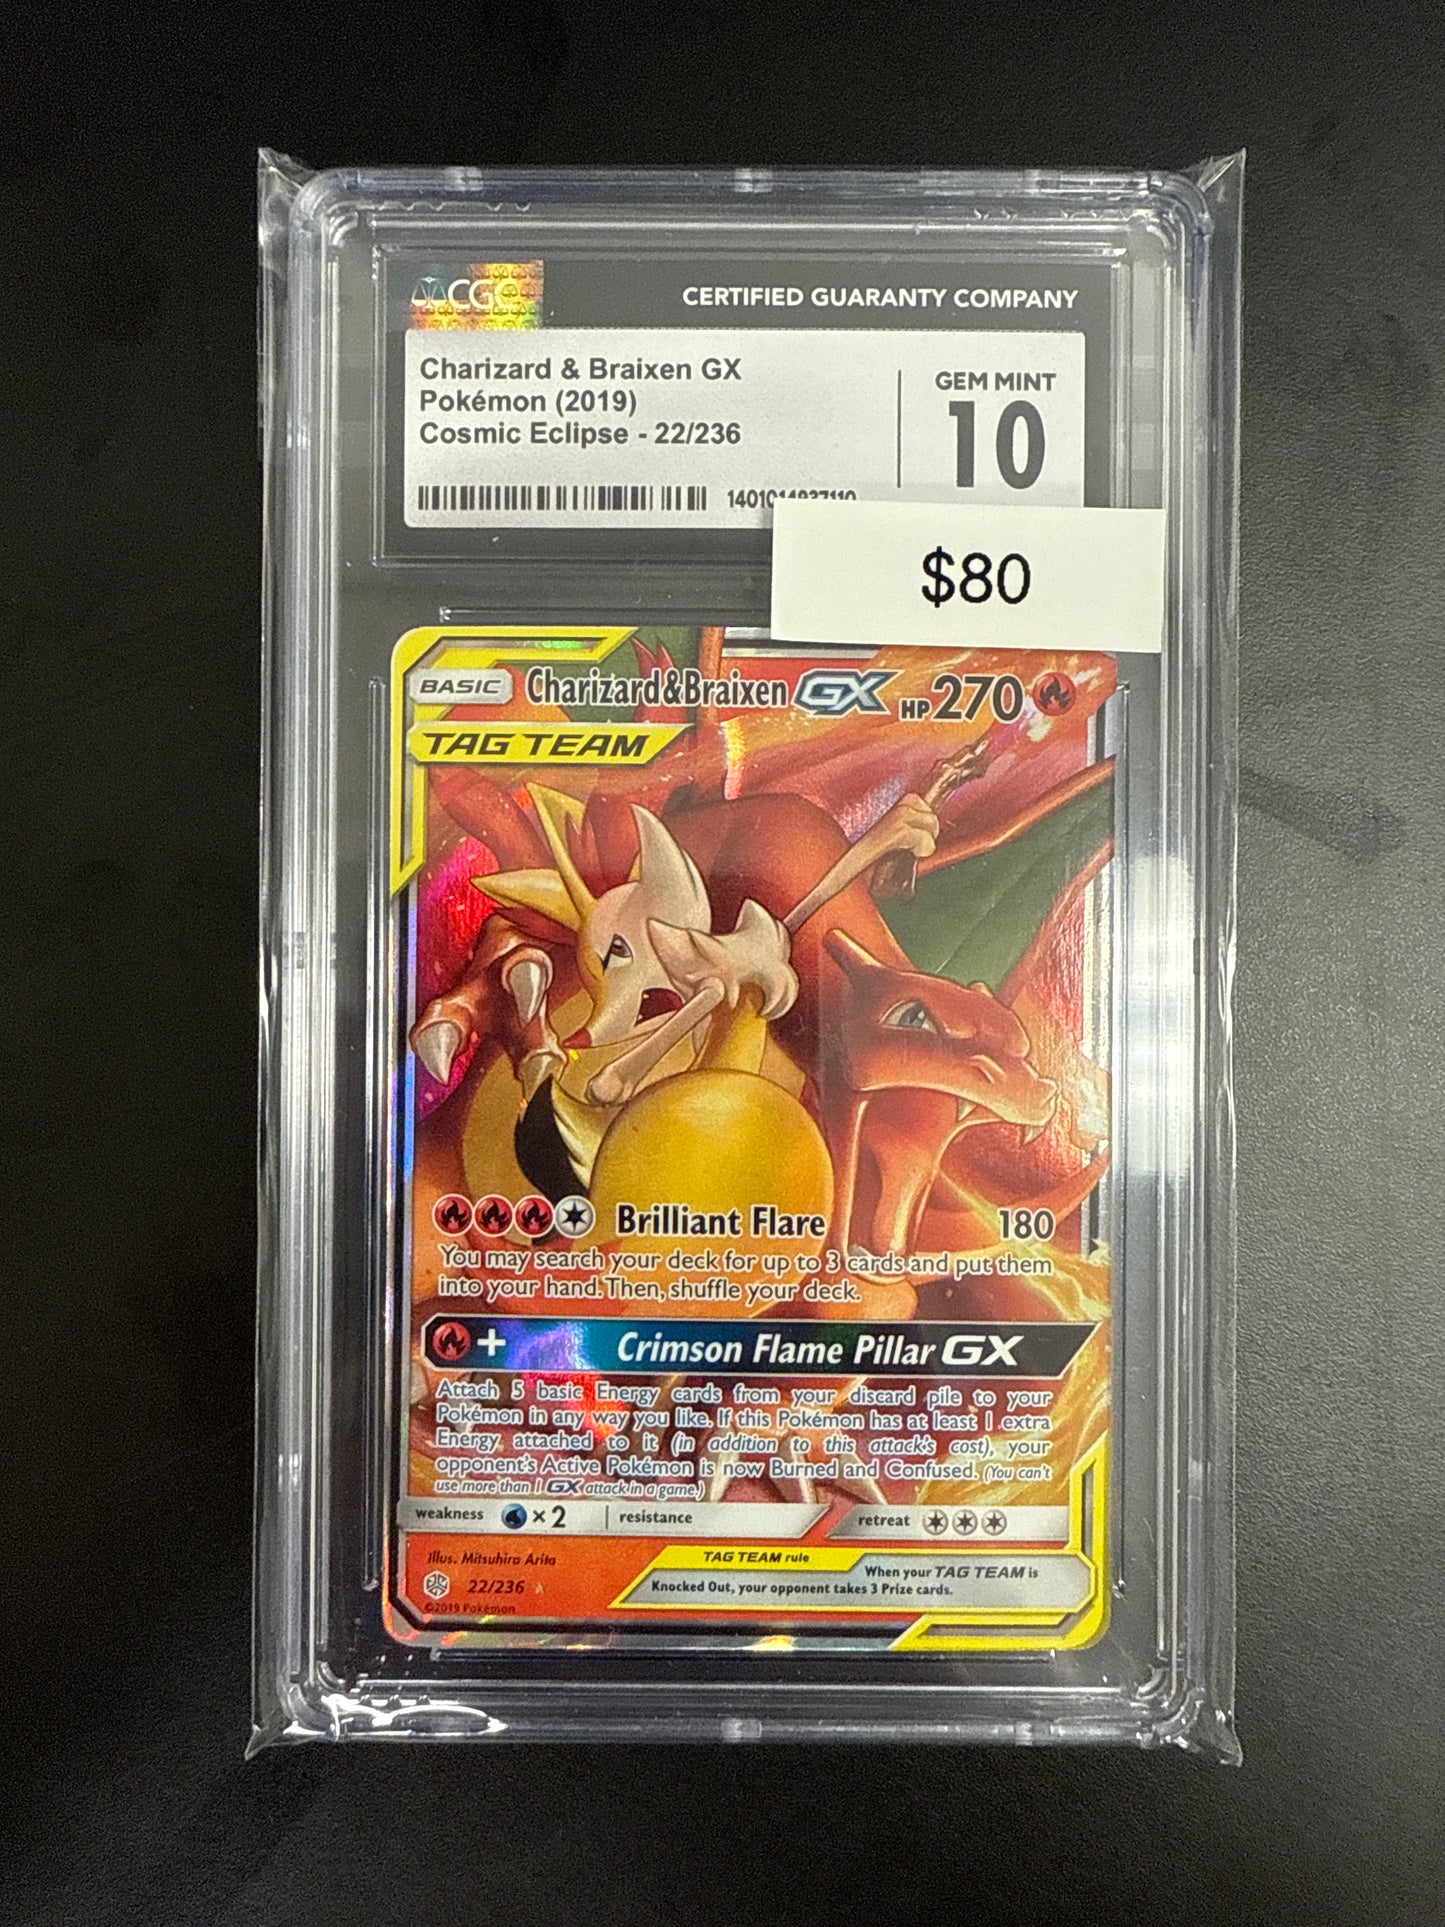 CGC
CERTIFIED GUARANTY COMPANY
Charizard & Braixen GX
Pokémon (2019)
Cosmic Eclipse - 22/236
GEM MINT
10
$80
BASIC Charizard&Braixen GX HP270
TAG TEAM
Brilliant Flare 180
You may search your deck for up to 3 cards and put them
into your hand. Then, shuffle your deck.
+ Crimson Flame Pillar GX
Attach 5 basic Energy cards from your discard pile to your
Pokémon in any way you like. If this Pokémon has at least 1 extra
Energy attached to it (in addition to this attack's cost), your
opponent's Active Pokémon is now Burned and Confused. (You can't
use more than 1 GX attack in a game.)
weakness ×2 resistance retreat
Illus. Mitsuhiro Arita
22/236
©2019 Pokémon
TAG TEAM rule
When your TAG TEAM is
Knocked Out, your opponent takes 3 Prize cards.